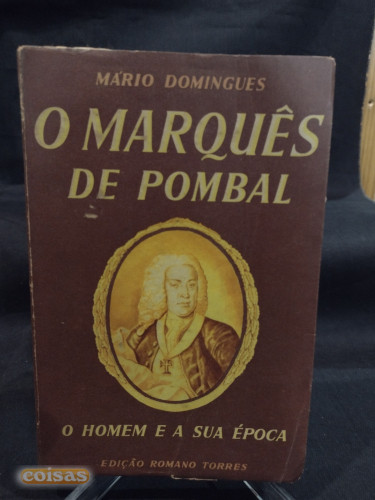 MÁRIO DOMINGUES
O MARQUÊS
DE POMBAL
O HOMEM E A SUA ÉPOCA
EDIÇÃO ROMANO TORRES
coisas